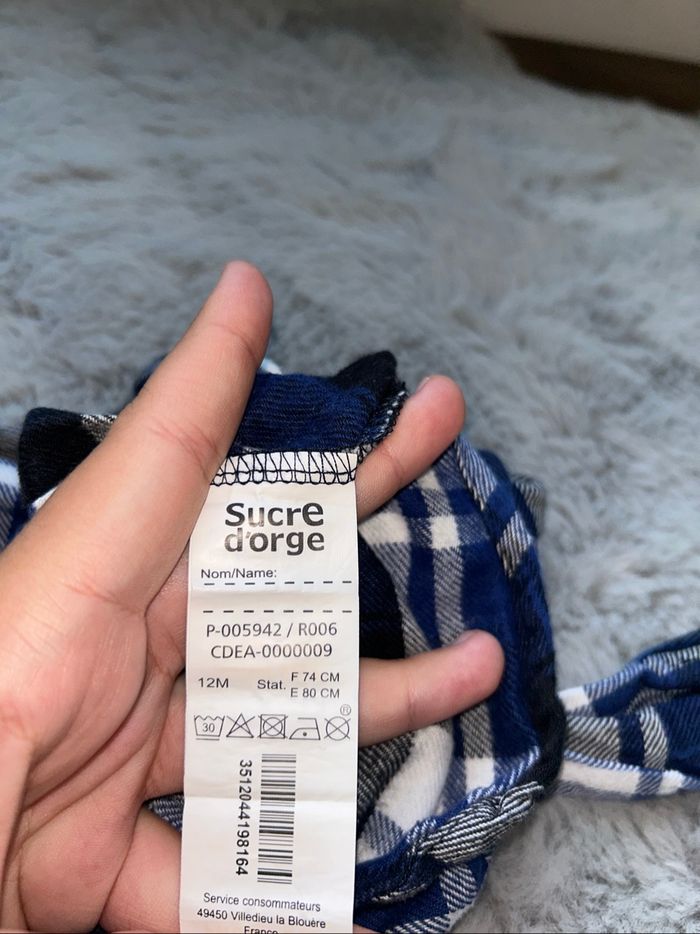 Sucre
d'orge
Nom/Name:
P-005942 / R006
CDEA-0000009
12M Stat. F 74 CM
E 80 CM
®
30
3512044198164
Service consommateurs
49450 Villedieu la Blouère
France